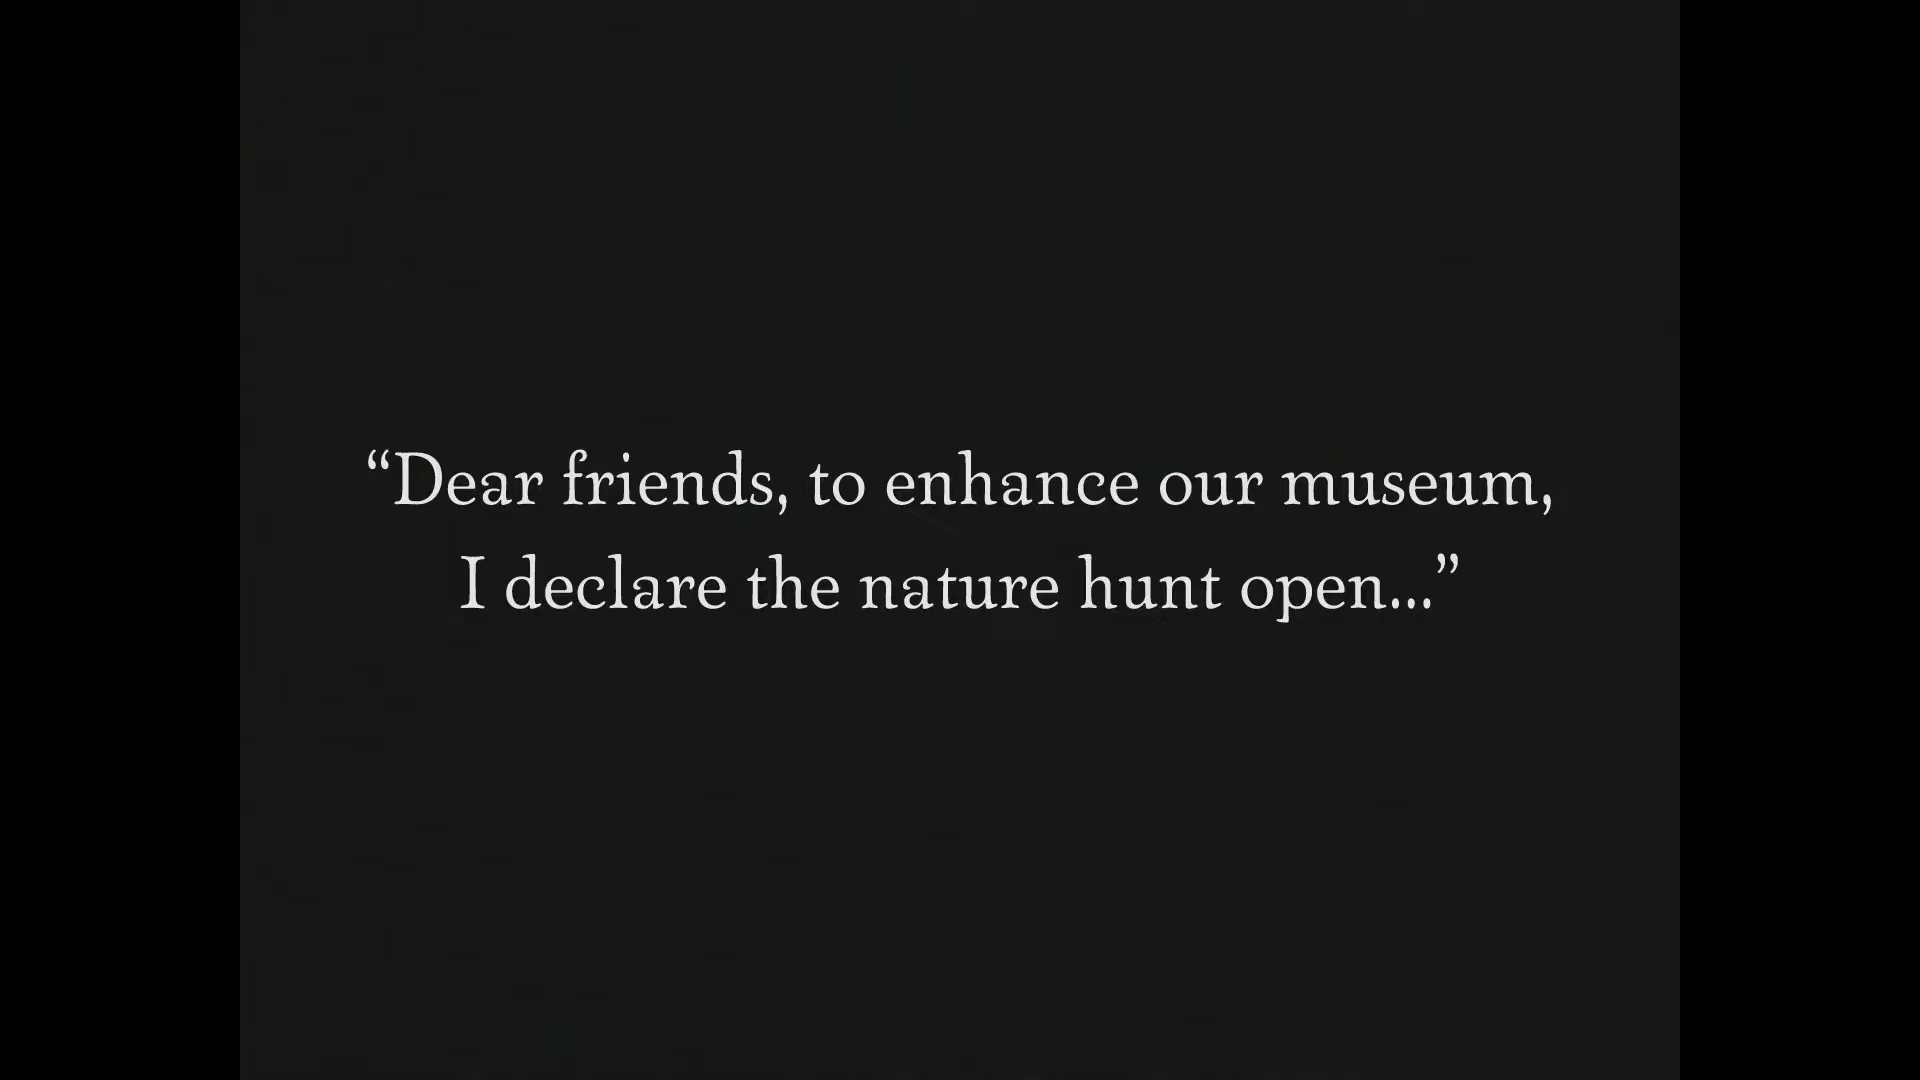 “Dear friends, to enhance our museum,
I declare the nature hunt open...”